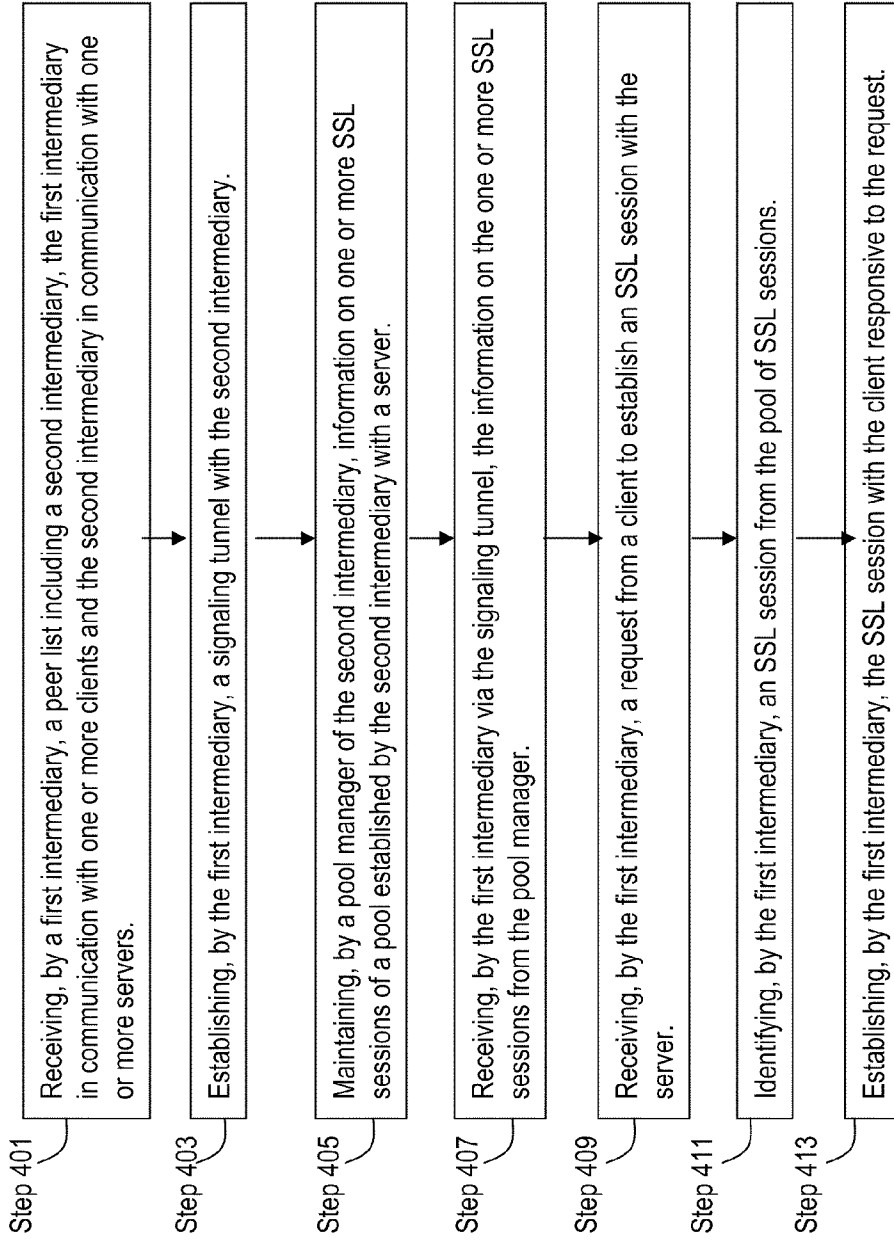 Step 401
Receiving, by a first intermediary, a peer list including a second intermediary, the first intermediary
in communication with one or more clients and the second intermediary in communication with one
or more servers.
Step 403
Establishing, by the first intermediary, a signaling tunnel with the second intermediary.
Step 405
Maintaining, by a pool manager of the second intermediary, information on one or more SSL
sessions of a pool established by the second intermediary with a server.
Step 407
Receiving, by the first intermediary via the signaling tunnel, the information on the one or more SSL
sessions from the pool manager.
Step 409
Receiving, by the first intermediary, a request from a client to establish an SSL session with the
server.
Step 411
Identifying, by the first intermediary, an SSL session from the pool of SSL sessions.
Step 413
Establishing, by the first intermediary, the SSL session with the client responsive to the request.